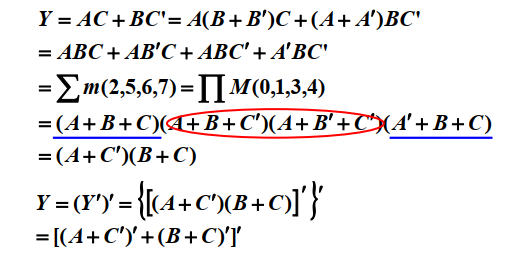 Y = AC + BC' = A(B + B')C + (A + A')BC'
= ABC + AB'C + ABC' + A'BC'
= ∑ m(2,5,6,7) = ∏ M(0,1,3,4)
= (A + B + C)(A + B + C')(A + B' + C')(A' + B + C)
= (A + C')(B + C)
Y = (Y')' = {[(A + C')(B + C)]'}'
= [(A + C')' + (B + C)']'